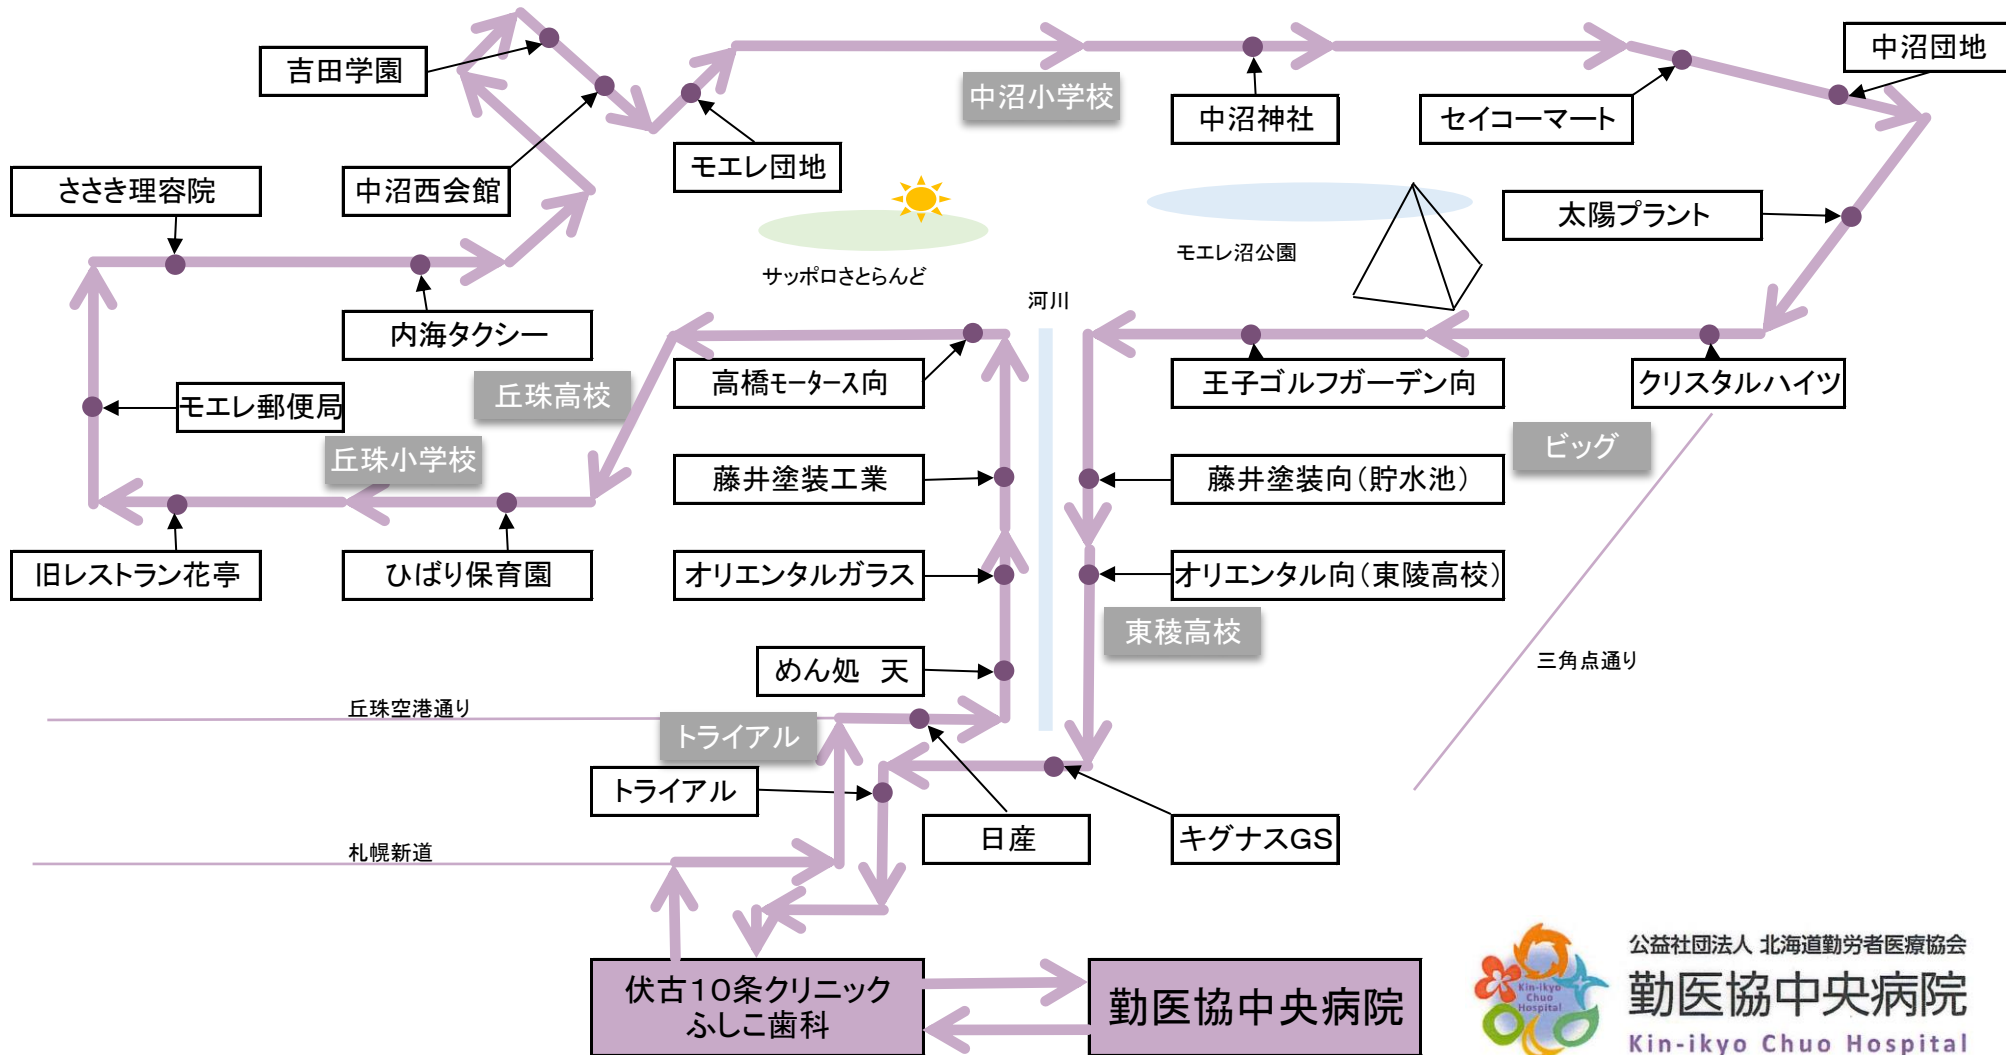 中沼団地
吉田学園
中沼小学校
中沼神社
セイコーマート
モエレ団地
ささき理容院
中沼西会館
太陽プラント
モエレ沼公園
サッポロさとらんど
河川
内海タクシー
高橋モータース向
王子ゴルフガーデン向
クリスタルハイツ
丘珠高校
モエレ郵便局
丘珠小学校
ビッグ
藤井塗装工業
藤井塗装向(貯水池)
旧レストラン花亭
ひばり保育園
オリエンタルガラス
オリエンタル向(東陵高校)
東稜高校
めん処　天
三角点通り
丘珠空港通り
トライアル
トライアル
日産
キグナスGS
札幌新道
伏古10条クリニック
ふしこ歯科
勤医協中央病院
Kin-ikyo
Chuo
Hospital
公益社団法人 北海道勤労者医療協会
勤医協中央病院
Kin-ikyo Chuo Hospital